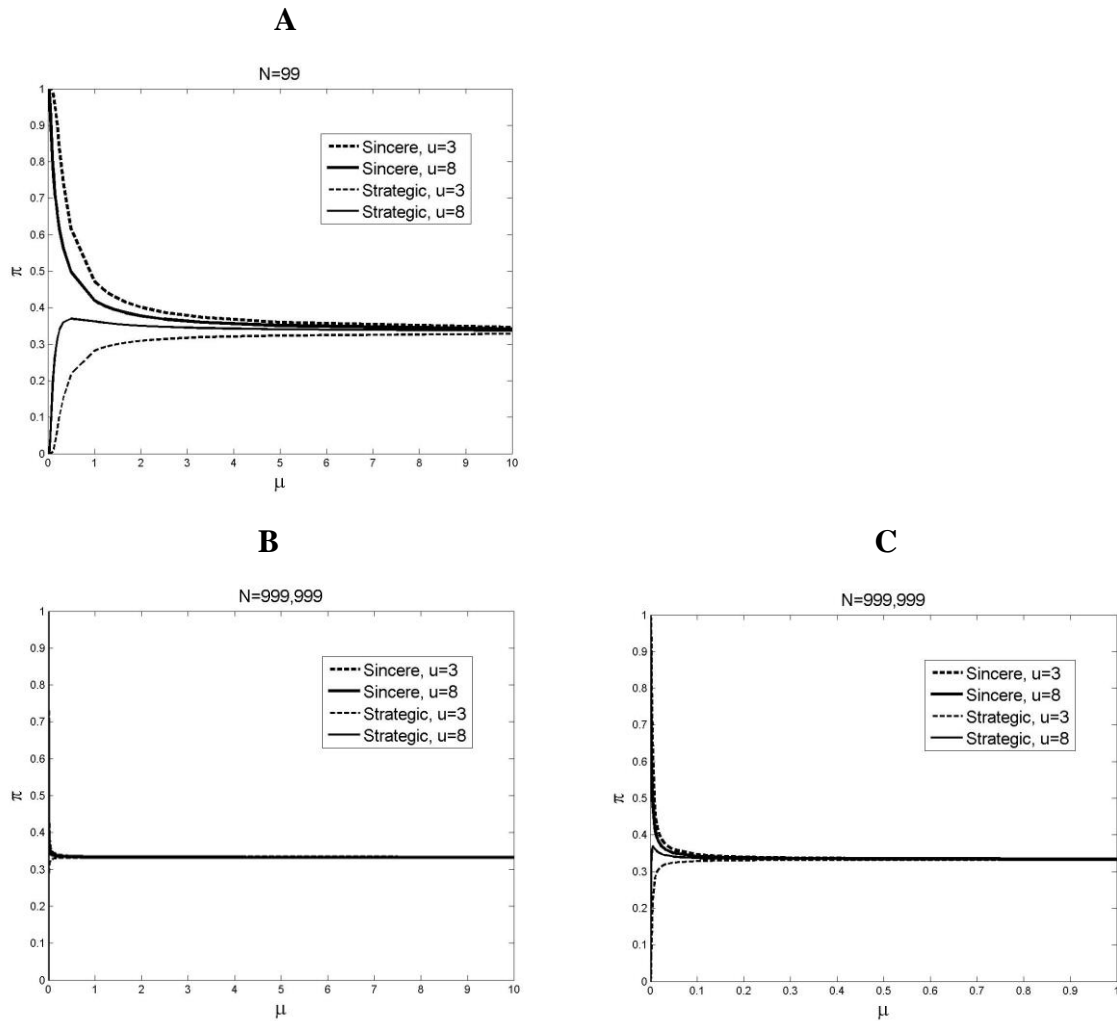 A
N=99
1
0.9
0.8
0.7
0.6
0.5
0.4
0.3
0.2
0.1
0
π
Sincere, u=3
Sincere, u=8
Strategic, u=3
Strategic, u=8
0 1 2 3 4 5 6 7 8 9 10
μ
B
N=999,999
1
0.9
0.8
0.7
0.6
0.5
0.4
0.3
0.2
0.1
0
π
Sincere, u=3
Sincere, u=8
Strategic, u=3
Strategic, u=8
0 1 2 3 4 5 6 7 8 9 10
μ
C
N=999,999
1
0.9
0.8
0.7
0.6
0.5
0.4
0.3
0.2
0.1
0
π
Sincere, u=3
Sincere, u=8
Strategic, u=3
Strategic, u=8
0 0.1 0.2 0.3 0.4 0.5 0.6 0.7 0.8 0.9 1
μ